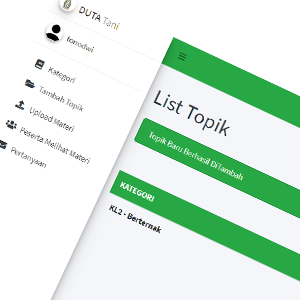 DUTA Tani
tonodwi
Kategori
Tambah Topik
Upload Materi
Peserta Melihat Materi
Pertanyaan
List Topik
Topik Baru Berhasil DiTambah
KATEGORI
KL2 - Berternak